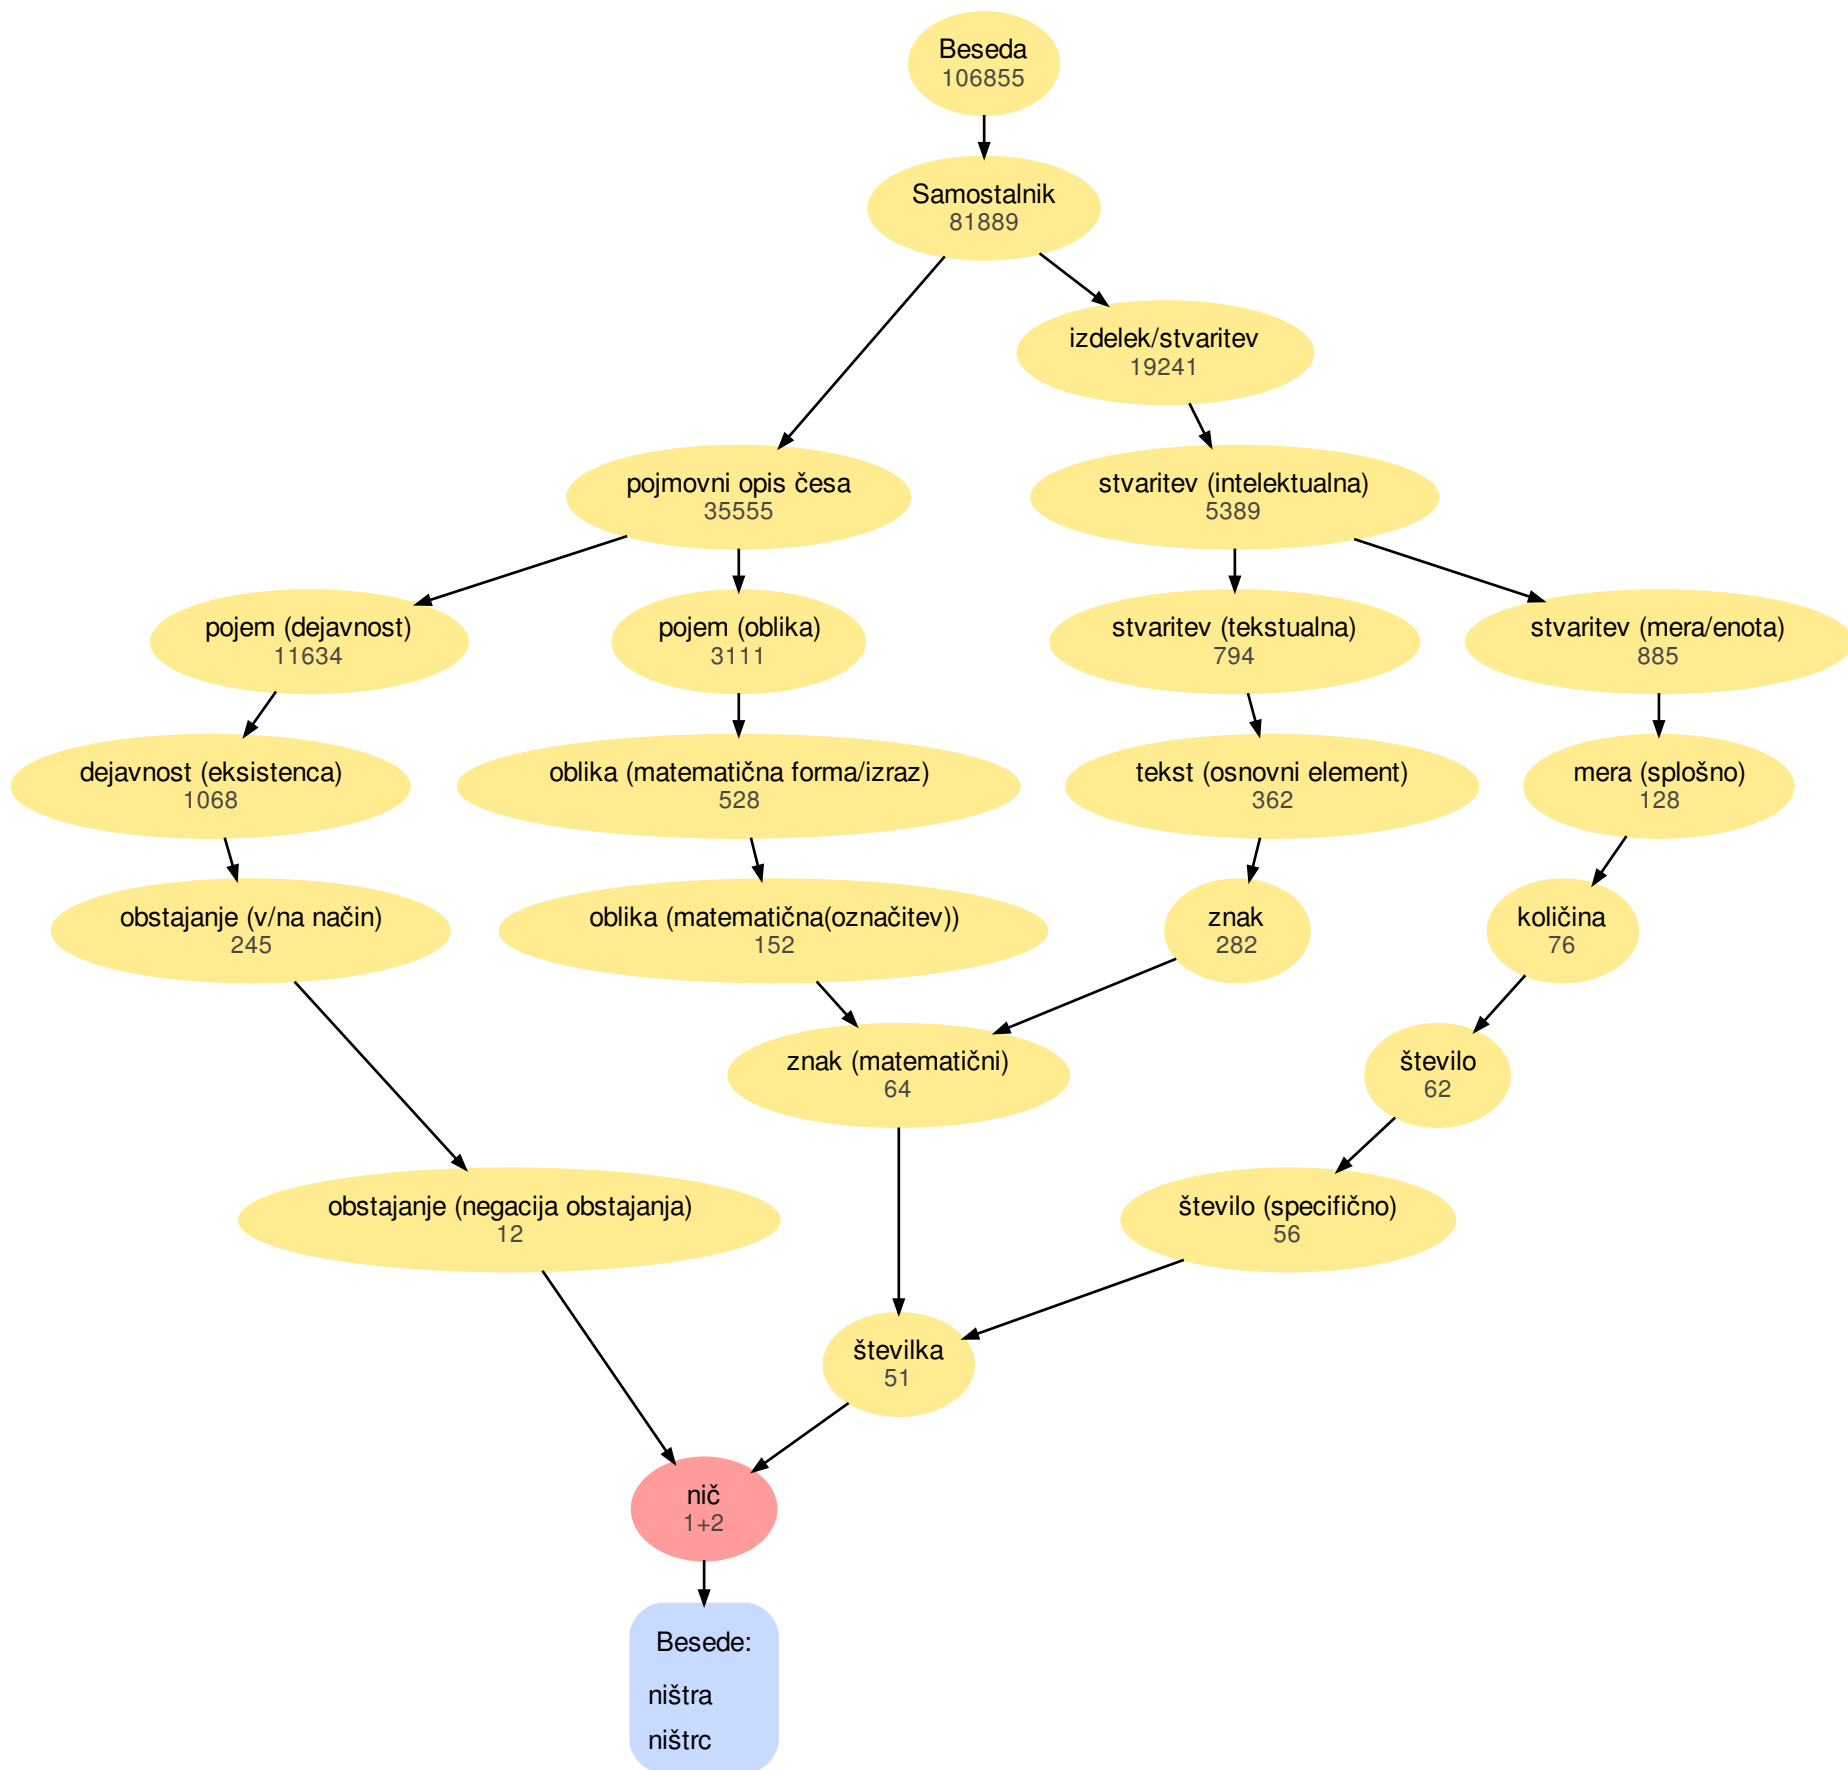 Beseda
106855
Samostalnik
81889
izdelek/stvaritev
19241
pojmovni opis česa
35555
stvaritev (intelektualna)
5389
pojem (dejavnost)
11634
pojem (oblika)
3111
stvaritev (tekstualna)
794
stvaritev (mera/enota)
885
dejavnost (eksistenca)
1068
oblika (matematična forma/izraz)
528
tekst (osnovni element)
362
mera (splošno)
128
obstajanje (v/na način)
245
oblika (matematična(označitev))
152
znak
282
količina
76
znak (matematični)
64
število
62
obstajanje (negacija obstajanja)
12
število (specifično)
56
številka
51
nič
1+2
Besede:
ništra
ništrc